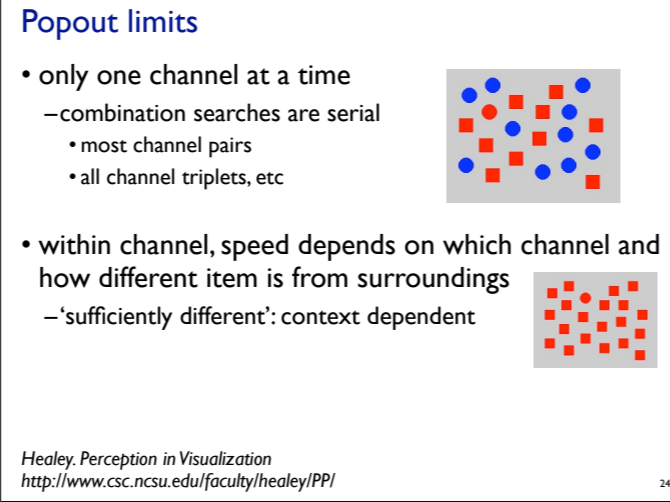 Popout limits
• only one channel at a time
–combination searches are serial
• most channel pairs
• all channel triplets, etc
• within channel, speed depends on which channel and
how different item is from surroundings
–‘sufficiently different’: context dependent
Healey. Perception in Visualization
http://www.csc.ncsu.edu/faculty/healey/PP/
24